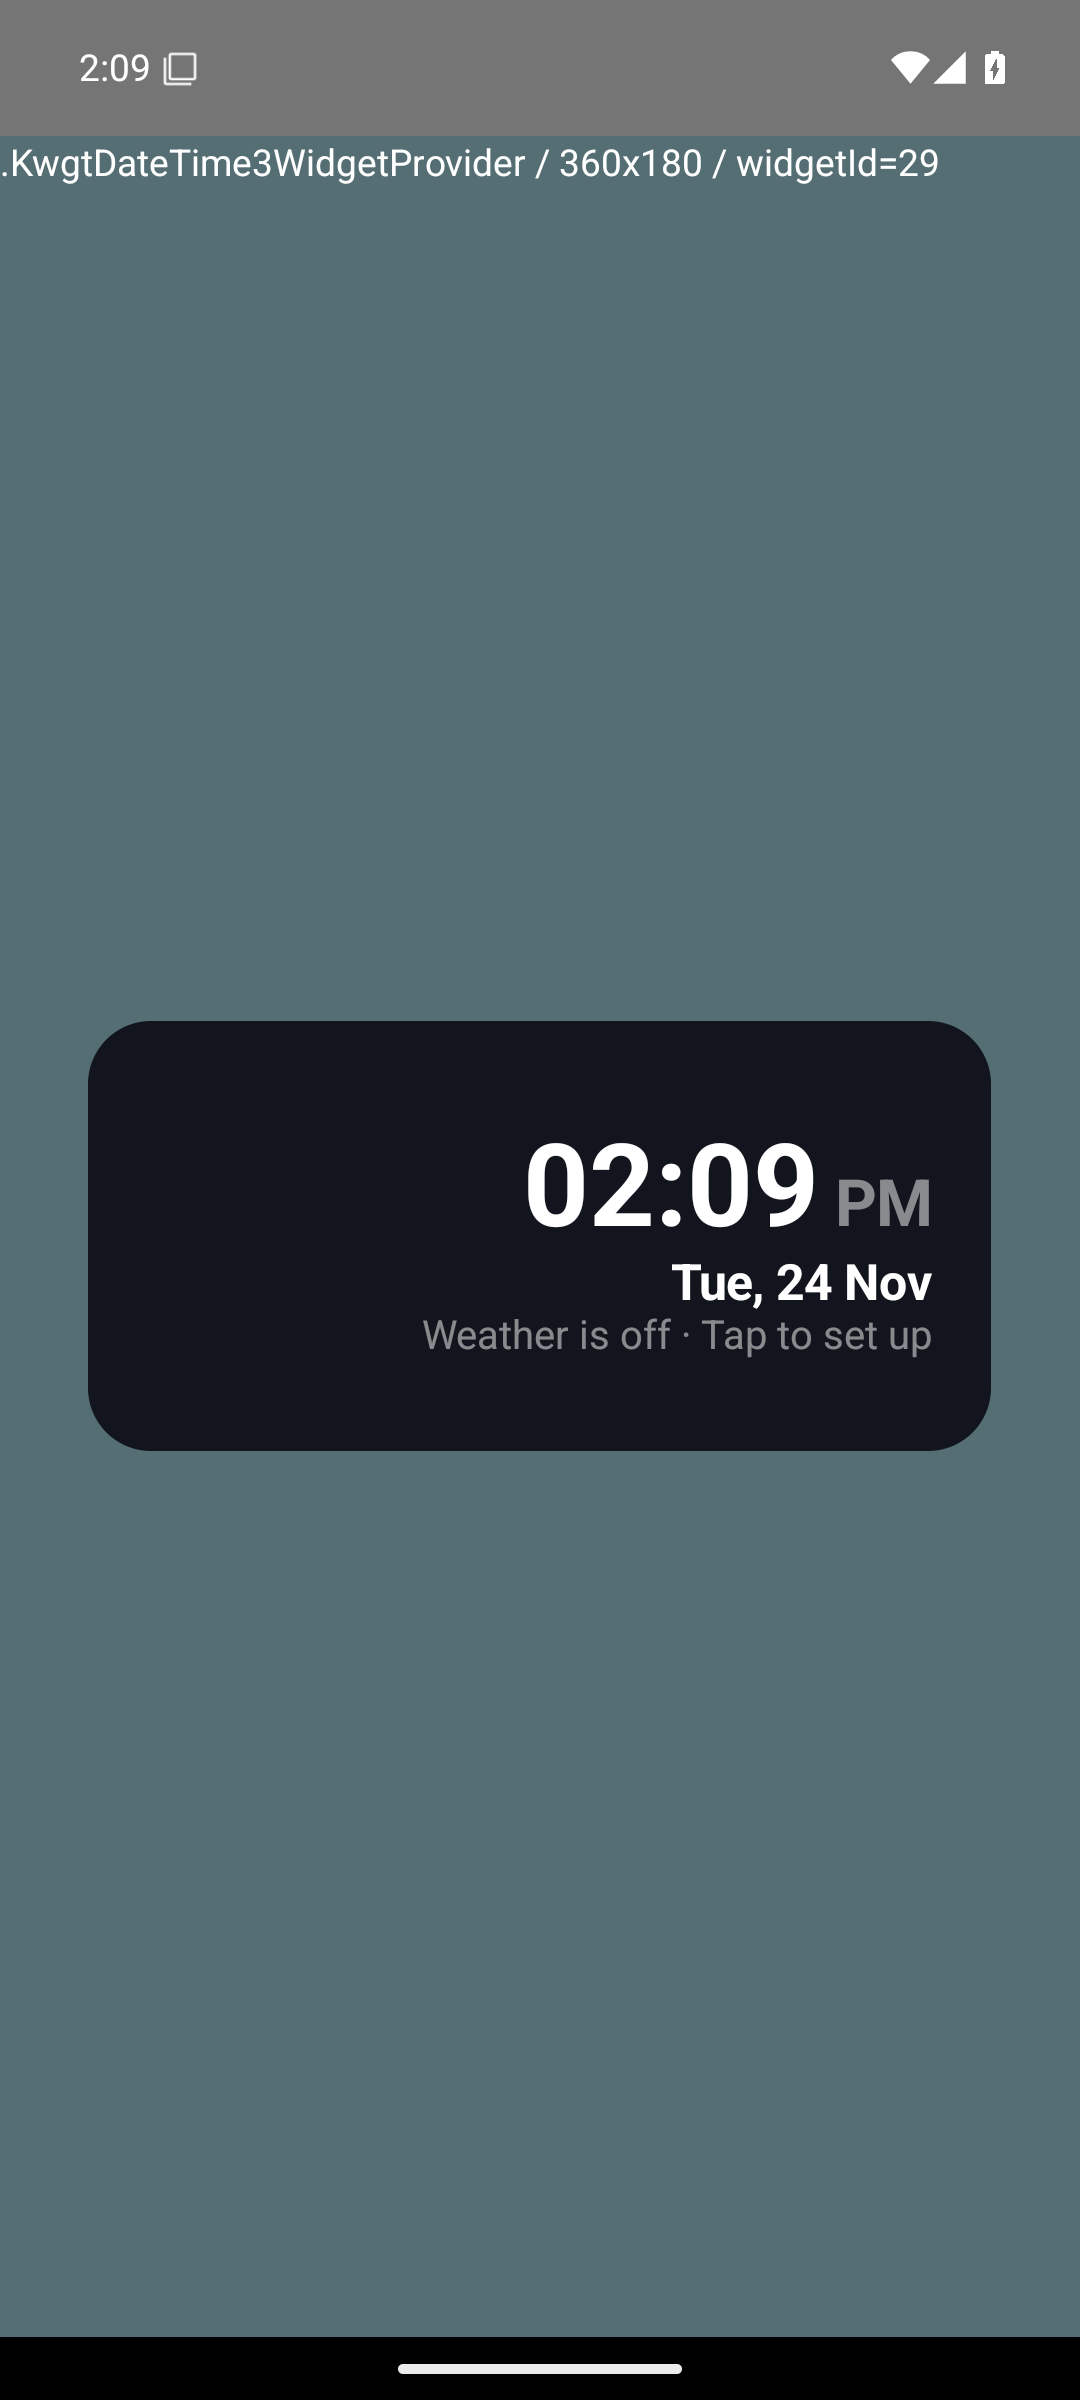 2:09
.KwgtDateTime3WidgetProvider / 360x180 / widgetId=29
02:09 PM
Tue, 24 Nov
Weather is off · Tap to set up